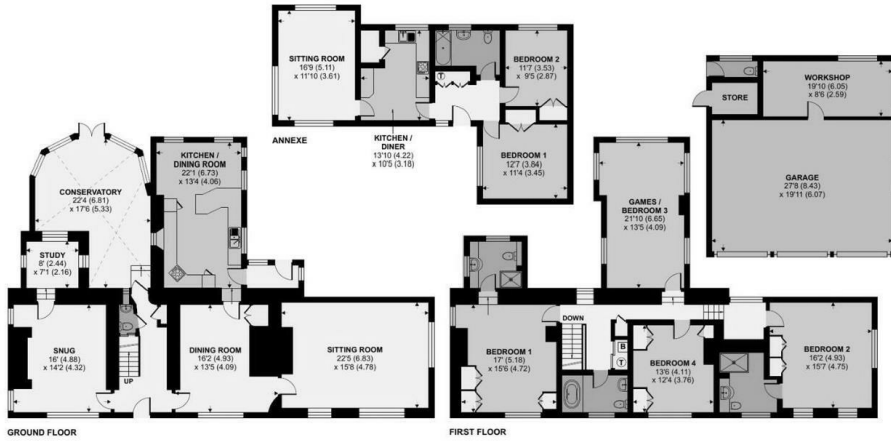 SITTING ROOM
16'9 (5.11)
x 11'10 (3.61)
BEDROOM 2
11'7 (3.53)
x 9'5 (2.87)
T
ANNEXE
KITCHEN /
DINER
13'10 (4.22)
x 10'5 (3.18)
BEDROOM 1
12'7 (3.84)
x 11'4 (3.45)
WORKSHOP
19'10 (6.05)
x 8'6 (2.59)
STORE
GARAGE
27'8 (8.43)
x 19'11 (6.07)
CONSERVATORY
22'4 (6.81)
x 17'6 (5.33)
KITCHEN /
DINING ROOM
22'1 (6.73)
x 13'4 (4.06)
STUDY
8' (2.44)
x 7'1 (2.16)
SNUG
16' (4.88)
x 14'2 (4.32)
UP
DINING ROOM
16'2 (4.93)
x 13'5 (4.09)
SITTING ROOM
22'5 (6.83)
x 15'8 (4.78)
GROUND FLOOR
GAMES /
BEDROOM 3
21'10 (6.65)
x 13'5 (4.09)
DOWN
B
T
BEDROOM 1
17' (5.18)
x 15'6 (4.72)
BEDROOM 4
13'6 (4.11)
x 12'4 (3.76)
BEDROOM 2
16'2 (4.93)
x 15'7 (4.75)
FIRST FLOOR